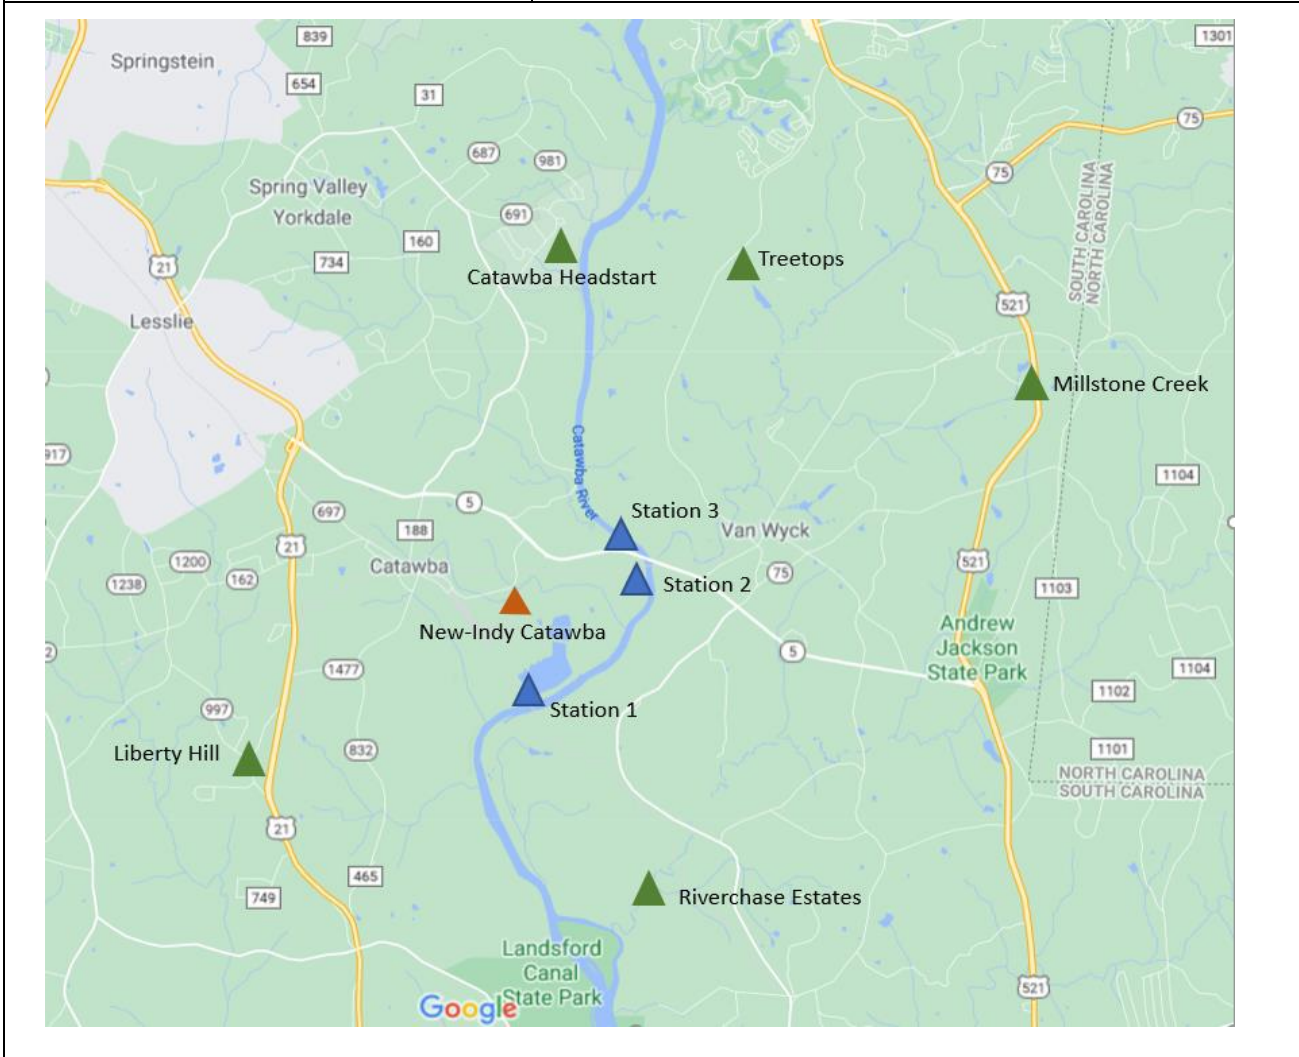 839
1301
Springstein
654
31
75
687
981
75
Spring Valley
Yorkdale
691
160
734
21
Catawba Headstart
Treetops
SOUTH CAROLINA
NORTH CAROLINA
521
Lesslie
Millstone Creek
917
Catawba River
1104
5
697
188
Station 3
Van Wyck
21
1200
1238
162
Catawba
Station 2
75
521
1103
New-Indy Catawba
Andrew
Jackson
State Park
2
1477
5
1104
1102
997
Station 1
Liberty Hill
832
1101
NORTH CAROLINA
SOUTH CAROLINA
21
465
749
Riverchase Estates
Landsford
Canal
State Park
Google
521